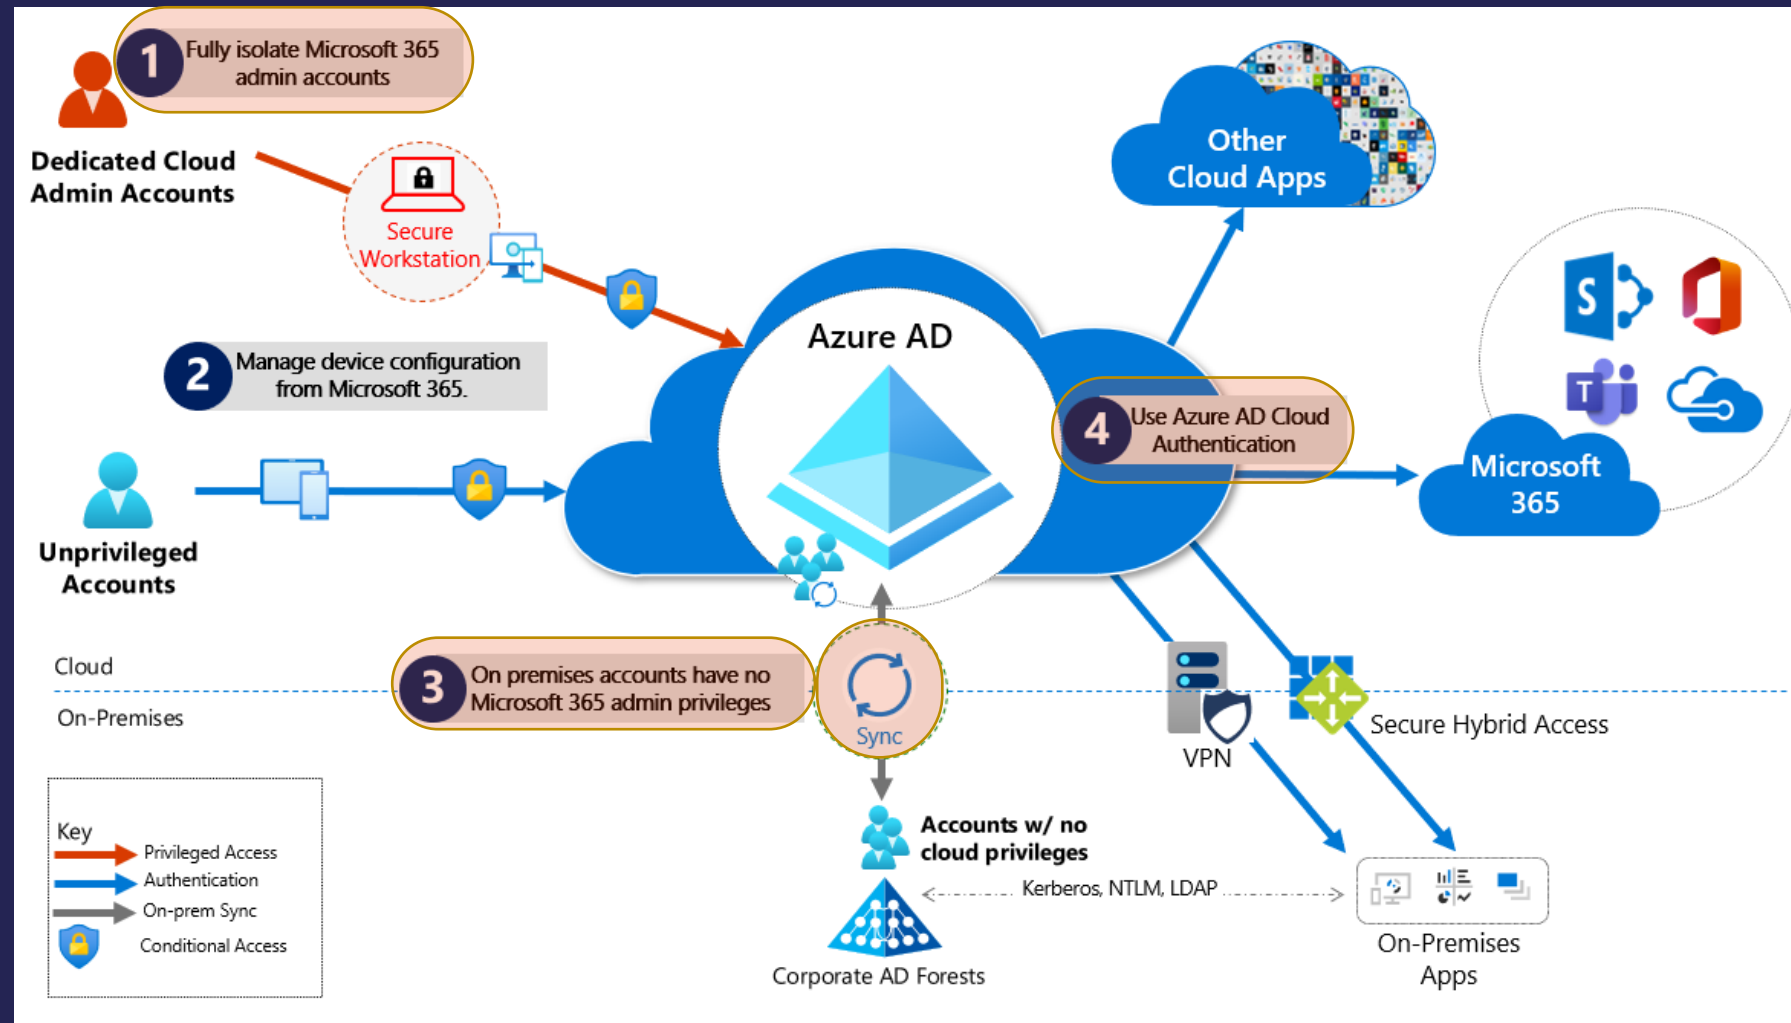 1
Fully isolate Microsoft 365
admin accounts
Dedicated Cloud
Admin Accounts
Secure
Workstation
Other
Cloud Apps
Azure AD
2
Manage device configuration
from Microsoft 365.
4
Use Azure AD Cloud
Authentication
S
T
Microsoft
365
Unprivileged
Accounts
3
On premises accounts have no
Microsoft 365 admin privileges
Sync
Cloud
On-Premises
VPN
Secure Hybrid Access
Key
Privileged Access
Authentication
On-prem Sync
Conditional Access
Accounts w/ no
cloud privileges
Kerberos, NTLM, LDAP
Corporate AD Forests
On-Premises
Apps